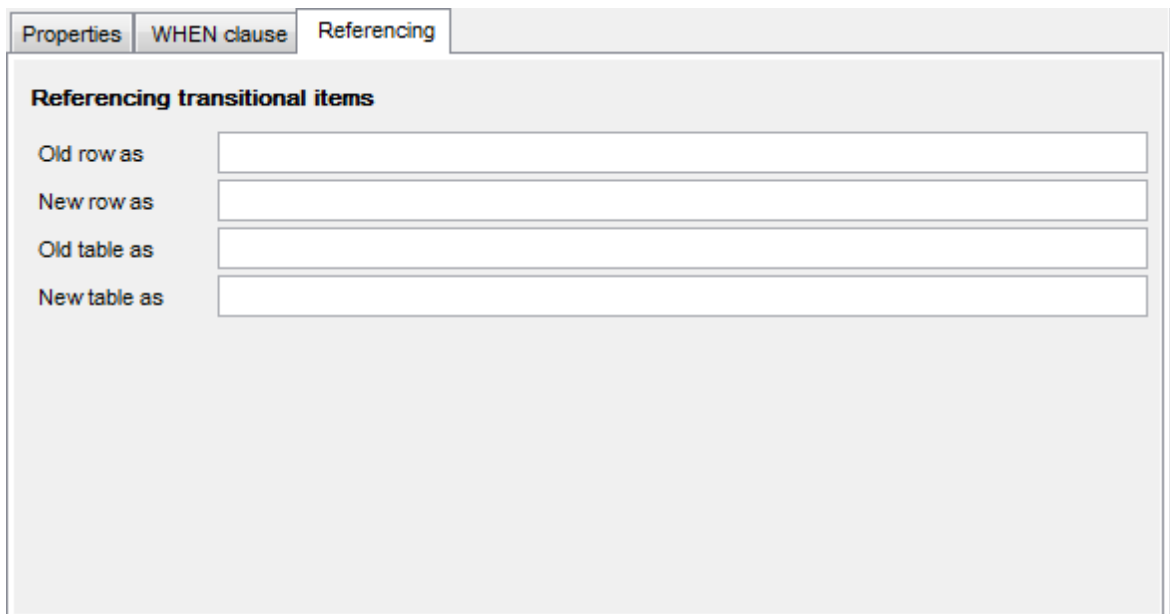 Properties WHEN clause Referencing
Referencing transitional items
Old row as
New row as
Old table as
New table as